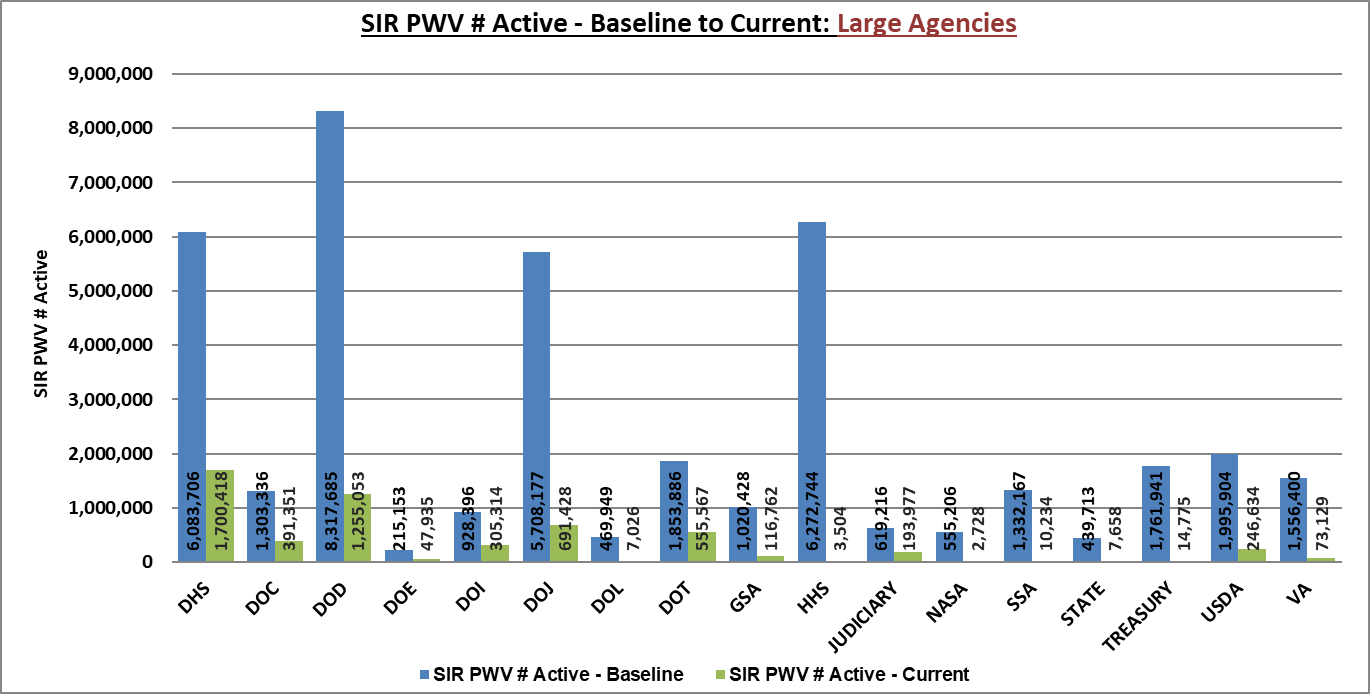 SIR PWV # Active - Baseline to Current: Large Agencies
9,000,000
8,000,000
7,000,000
6,000,000
5,000,000
4,000,000
3,000,000
2,000,000
1,000,000
0
SIR PWV # Active
6,083,706
1,700,418
1,303,336
391,351
8,317,685
1,255,053
215,153
47,935
928,396
305,314
5,708,177
691,428
469,949
7,026
1,853,886
555,567
1,020,428
116,762
6,272,744
3,504
619,216
193,977
555,206
2,728
1,332,167
10,234
439,713
7,658
1,761,941
14,775
1,995,904
246,634
1,556,400
73,129
DHS
DOC
DOD
DOE
DOI
DOJ
DOL
DOT
GSA
HHS
JUDICIARY
NASA
SSA
STATE
TREASURY
USDA
VA
SIR PWV # Active - Baseline
SIR PWV # Active - Current